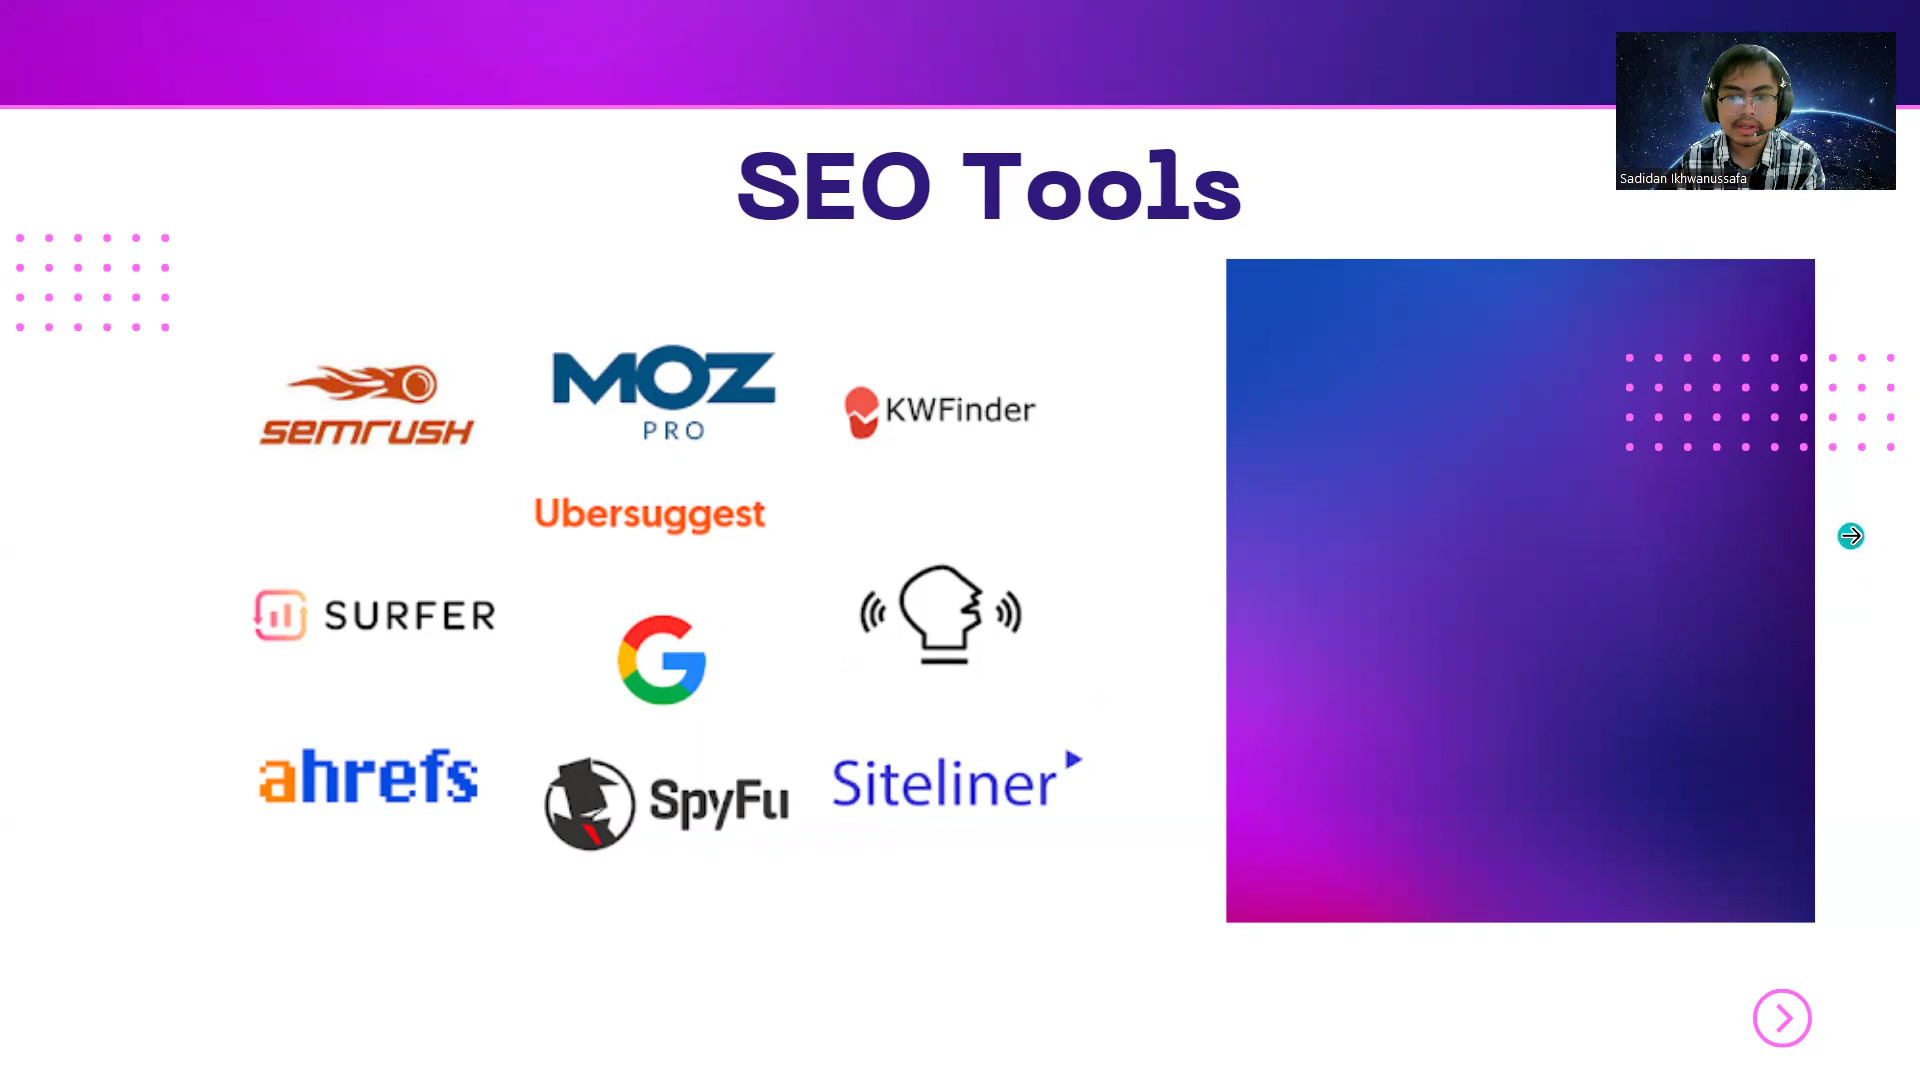 SEO Tools
Sadidan Ikhwanussafa
semrush
MOZ
PRO
KWFinder
Ubersuggest
SURFER
G
ahrefs
SpyFu
Siteliner